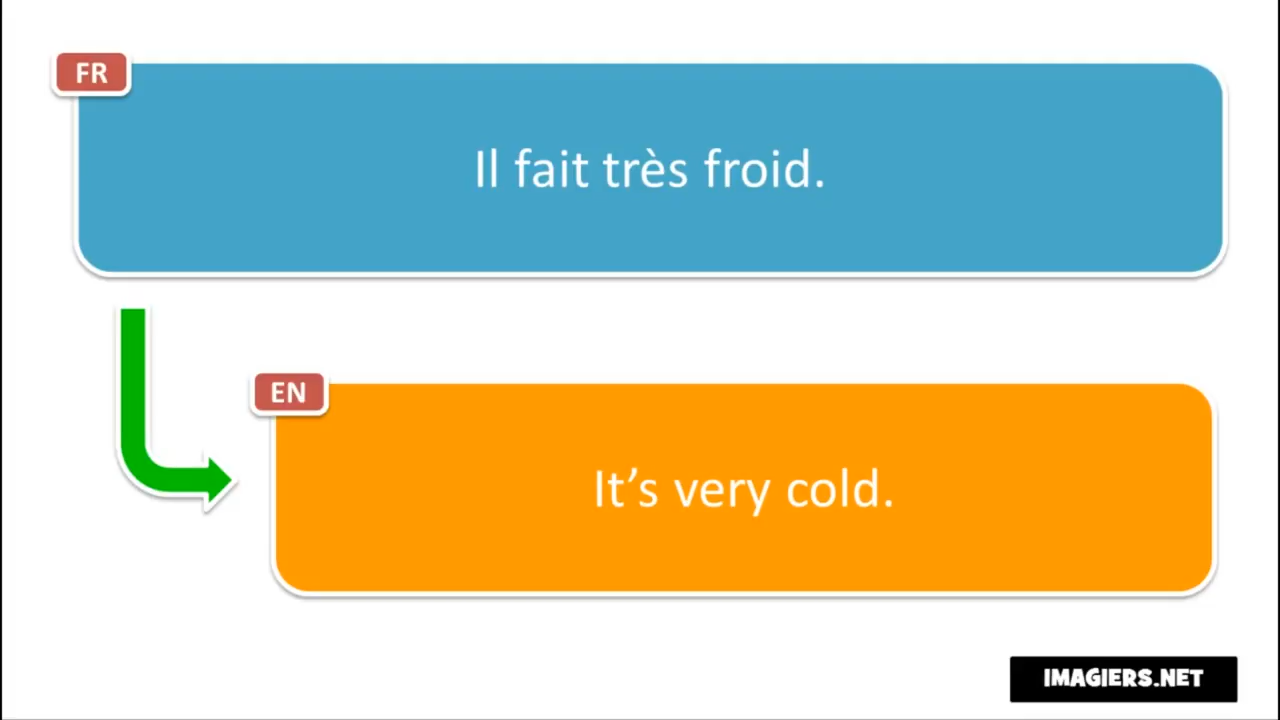 FR
Il fait très froid.
EN
It’s very cold.
IMAGIERS.NET